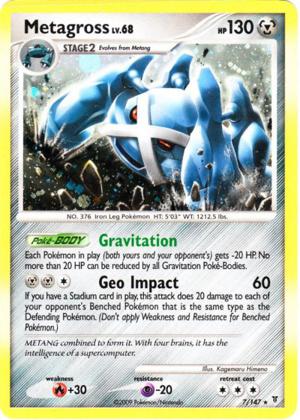 Metagross LV.68 HP 130
STAGE2 Evolves from Metang
NO. 376 Iron Leg Pokémon HT: 5'03" WT: 1212.5 lbs.
Poké-BODY Gravitation
Each Pokémon in play (both yours and your opponent's) gets -20 HP. No
more than 20 HP can be reduced by all Gravitation Poké-Bodies.
Geo Impact 60
If you have a Stadium card in play, this attack does 20 damage to each of
your opponent's Benched Pokémon that is the same type as the
Defending Pokémon. (Don't apply Weakness and Resistance for Benched
Pokémon.)
METANG combined to form it. With four brains, it has the
intelligence of a supercomputer.
Illus. Kagemaru Himeno
weakness resistance retreat cost
+30 -20
©2009 Pokémon/Nintendo 7/147